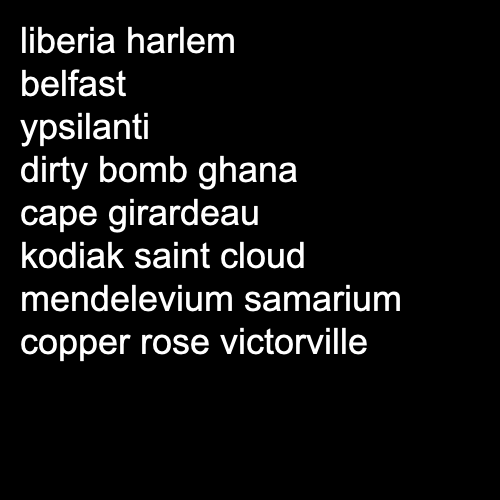 liberia harlem
belfast
ypsilanti
dirty bomb ghana
cape girardeau
kodiak saint cloud
mendelevium samarium
copper rose victorville